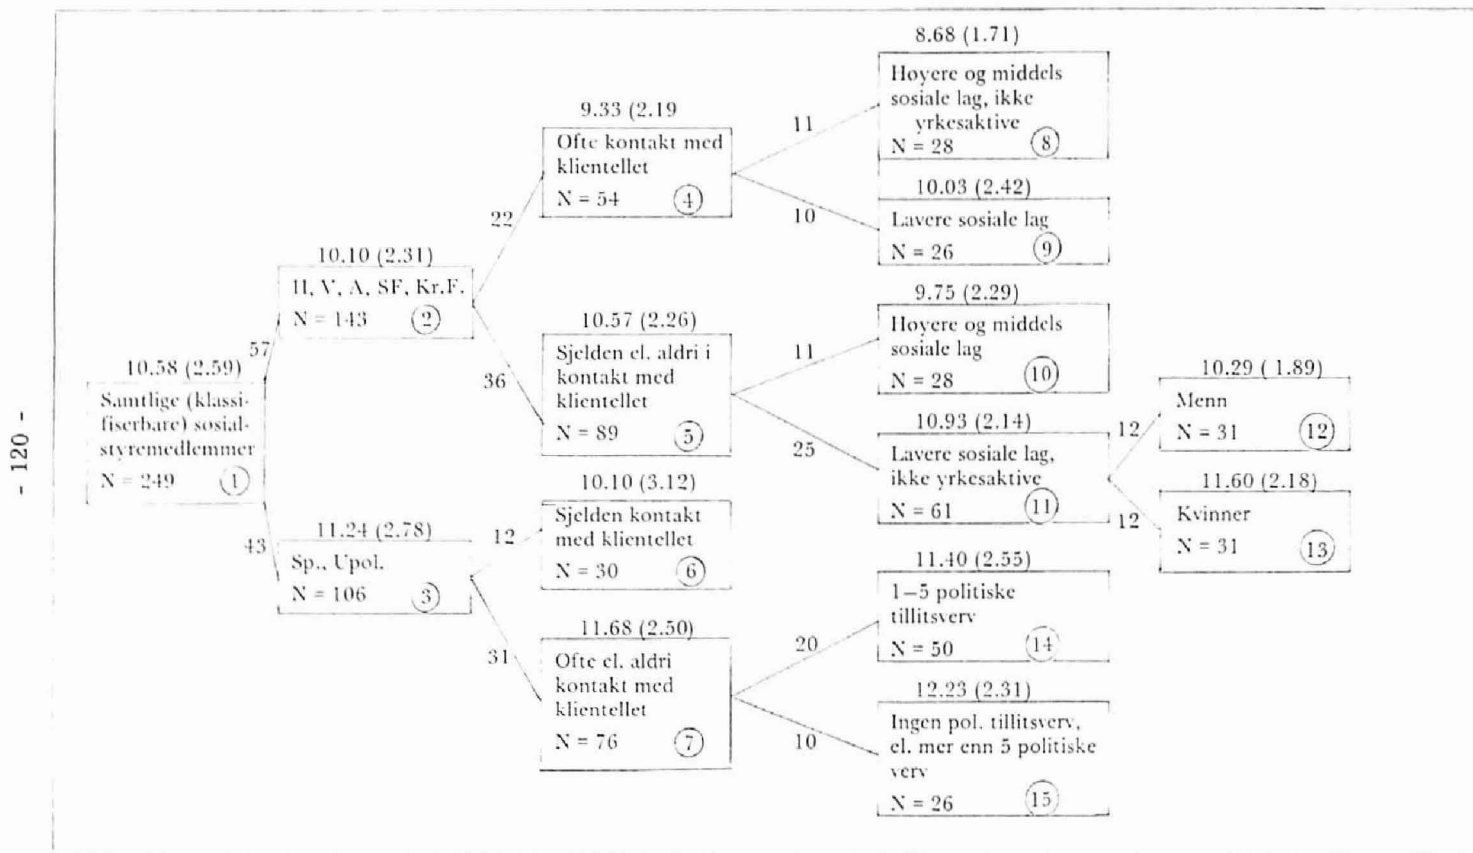 - 120 -
10.58 (2.59)
Samtlige (klassi-
fiserbare) sosial-
styremedlemmer
N = 249
1
57
43
10.10 (2.31)
H, V, A, SF, Kr.F.
N = 143
2
11.24 (2.78)
Sp., Upol.
N = 106
3
22
36
12
31
9.33 (2.19
Ofte kontakt med
klientellet
N = 54
4
10.57 (2.26)
Sjelden el. aldri i
kontakt med
klientellet
N = 89
5
10.10 (3.12)
Sjelden kontakt
med klientellet
N = 30
6
11.68 (2.50)
Ofte el. aldri
kontakt med
klientellet
N = 76
7
11
10
11
25
20
10
8.68 (1.71)
Høyere og middels
sosiale lag, ikke
yrkesaktive
N = 28
8
10.03 (2.42)
Lavere sosiale lag
N = 26
9
9.75 (2.29)
Høyere og middels
sosiale lag
N = 28
10
10.93 (2.14)
Lavere sosiale lag,
ikke yrkesaktive
N = 61
11
11.40 (2.55)
1–5 politiske
tillitsverv
N = 50
14
12.23 (2.31)
Ingen pol. tillitsverv,
el. mer enn 5 politiske
verv
N = 26
15
12
12
10.29 ( 1.89)
Menn
N = 31
12
11.60 (2.18)
Kvinner
N = 31
13